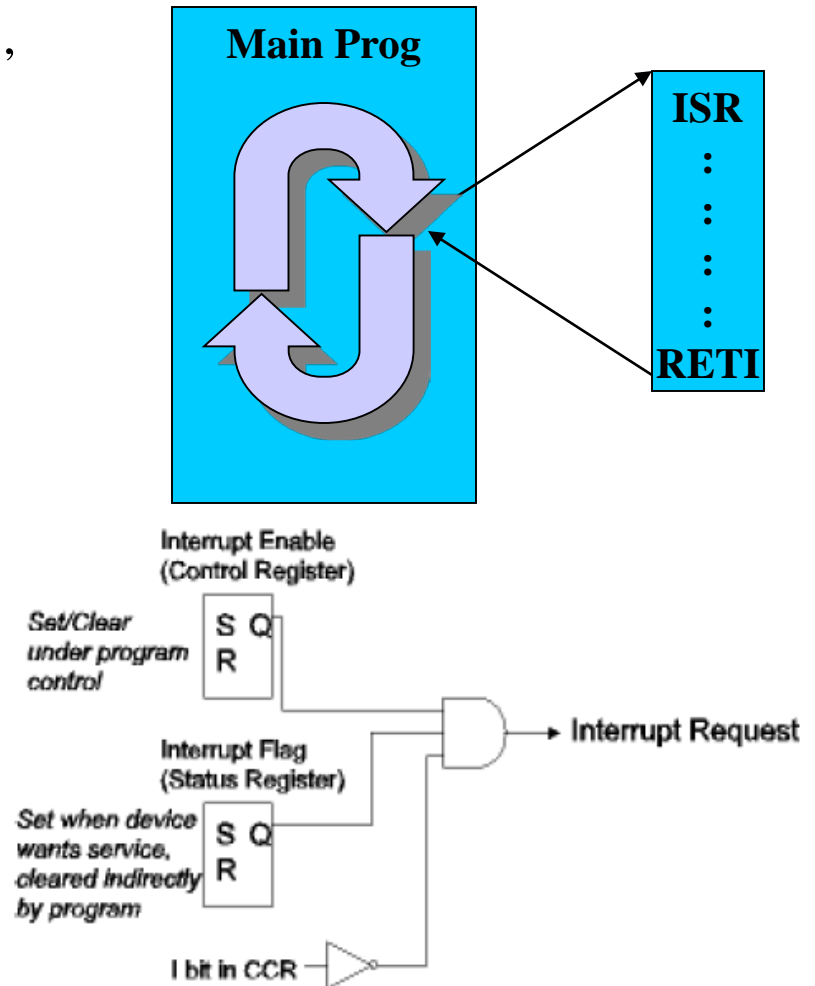 ,
Main Prog
ISR
:
:
:
:
RETI
Interrupt Enable
(Control Register)
Set/Clear
under program
control
S Q
R
Interrupt Request
Interrupt Flag
(Status Register)
Set when device
wants service,
cleared indirectly
by program
S Q
R
I bit in CCR